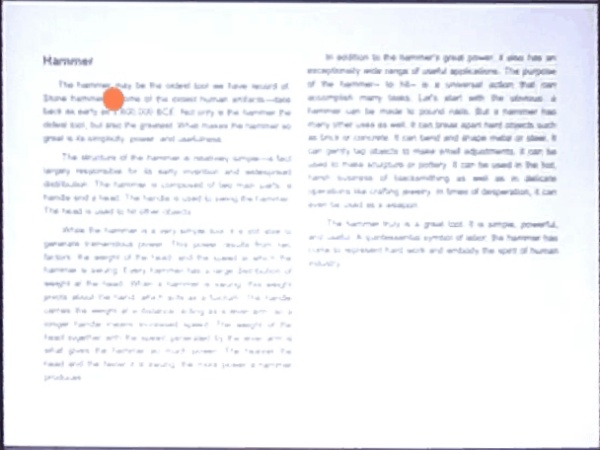 Hammer
The hammer may be the oldest tool we have record of.
Stone hammer some of the oldest human artifacts—date
back as early as 2,600,000 BCE. Not only is the hammer the
oldest tool, but also the greatest. What makes the hammer so
great is its simplicity, power, and usefulness.
The structure of the hammer is relatively simple—a fact
largely responsible for its early invention and widespread
distribution. The hammer is composed of two main parts: a
handle and a head. The handle is used to swing the hammer.
The head is used to hit other objects.
While the hammer is a very simple tool, it is still able to
generate tremendous power. This power results from two
factors: the weight of the head, and the speed at which the
hammer is swung. Every hammer has a large distribution of
weight at the head. When a hammer is swung, this weight
pivots about the hand, which acts as a fulcrum. The handle
carries the weight at a distance, acting as a lever arm, so a
longer handle means increased speed. The weight of the
head together with the speed generated by the lever arm is
what gives the hammer so much power. The heavier the
head and the faster it is swung, the more power a hammer
produces.
In addition to the hammer's great power, it also has an
exceptionally wide range of useful applications. The purpose
of the hammer— to hit— is a universal action that can
accomplish many tasks. Let's start with the obvious: a
hammer can be made to pound nails. But a hammer has
many other uses as well. It can break apart hard objects such
as brick or concrete. It can bend and shape metal or steel. It
can gently tap objects to make small adjustments. It can be
used to make sculpture or pottery. It can be used in the hot,
harsh business of blacksmithing as well as in delicate
operations like crafting jewelry. In times of desperation, it can
even be used as a weapon.
The hammer truly is a great tool. It is simple, powerful,
and useful. A quintessential symbol of labor, the hammer has
come to represent hard work and embody the spirit of human
industry.